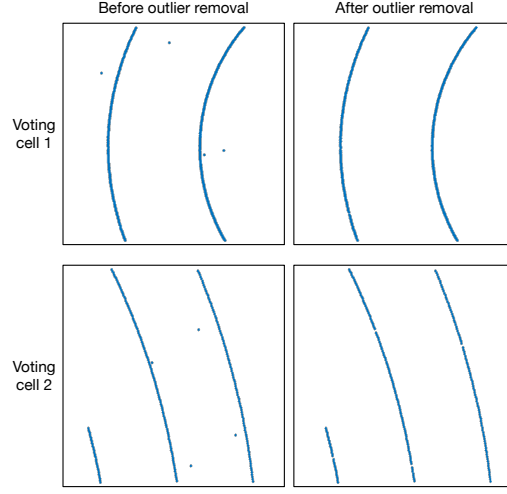 Before outlier removal
After outlier removal
Voting
cell 1
Voting
cell 2